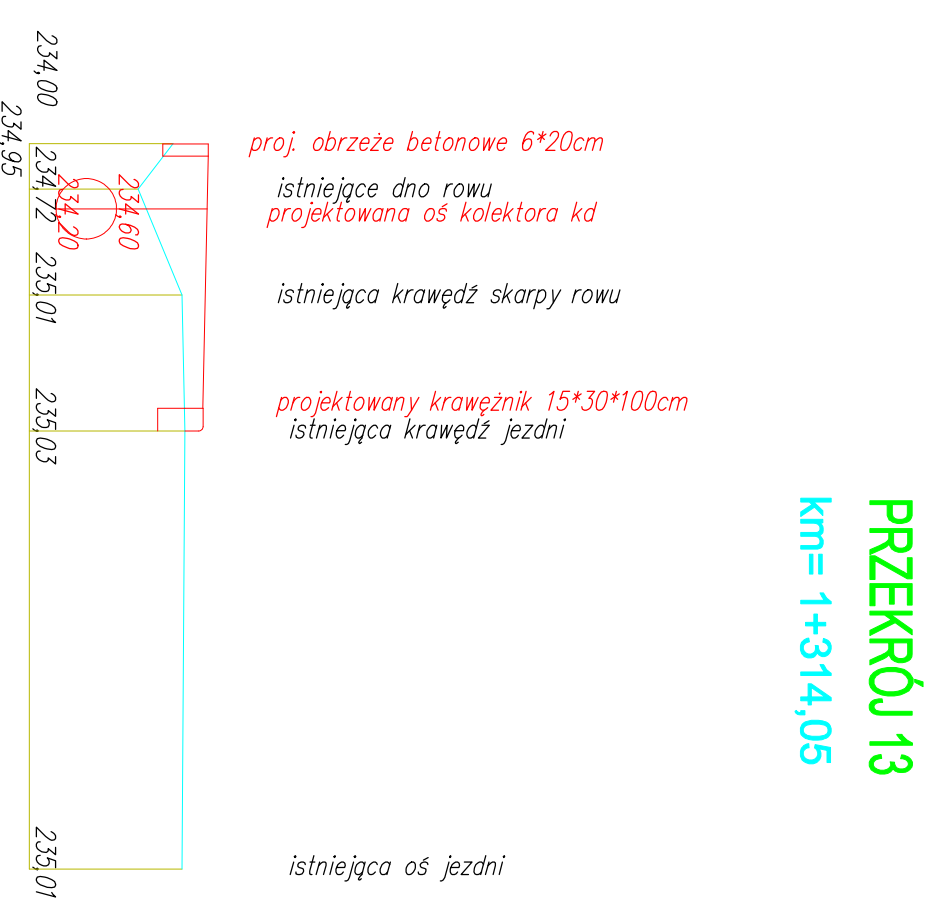 PRZEKRÓJ 13
km= 1+314,05
proj. obrzeże betonowe 6*20cm
istniejące dno rowu
projektowana oś kolektora kd
istniejąca krawędź skarpy rowu
projektowany krawężnik 15*30*100cm
istniejąca krawędź jezdni
istniejąca oś jezdni
234,00
234,95
234,72
234,20
234,60
235,01
235,03
235,01